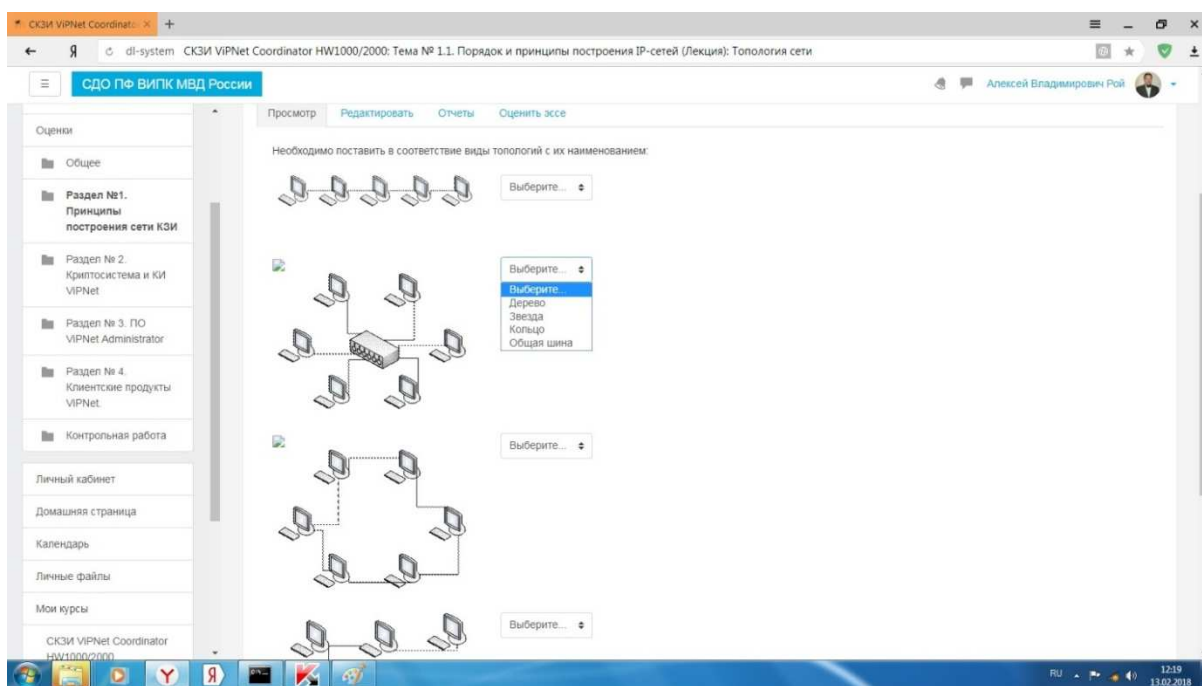 СКЗИ ViPNet Coordinato
dl-system СКЗИ ViPNet Coordinator HW1000/2000: Тема № 1.1. Порядок и принципы построения IP-сетей (Лекция): Топология сети
СДО ПФ ВИПК МВД России
Алексей Владимирович Рой
Просмотр Редактировать Отчеты Оценить эссе
Оценки
Общее
Раздел №1.
Принципы
построения сети КЗИ
Раздел № 2.
Криптосистема и КИ
ViPNet
Раздел № 3. ПО
ViPNet Administrator
Раздел № 4.
Клиентские продукты
ViPNet.
Контрольная работа
Личный кабинет
Домашняя страница
Календарь
Личные файлы
Мои курсы
СКЗИ ViPNet Coordinator
HW1000/2000
Необходимо поставить в соответствие виды топологий с их наименованием:
Выберите...
Выберите...
Выберите...
Дерево
Звезда
Кольцо
Общая шина
Выберите...
Выберите...
RU
12:19
13.02.2018